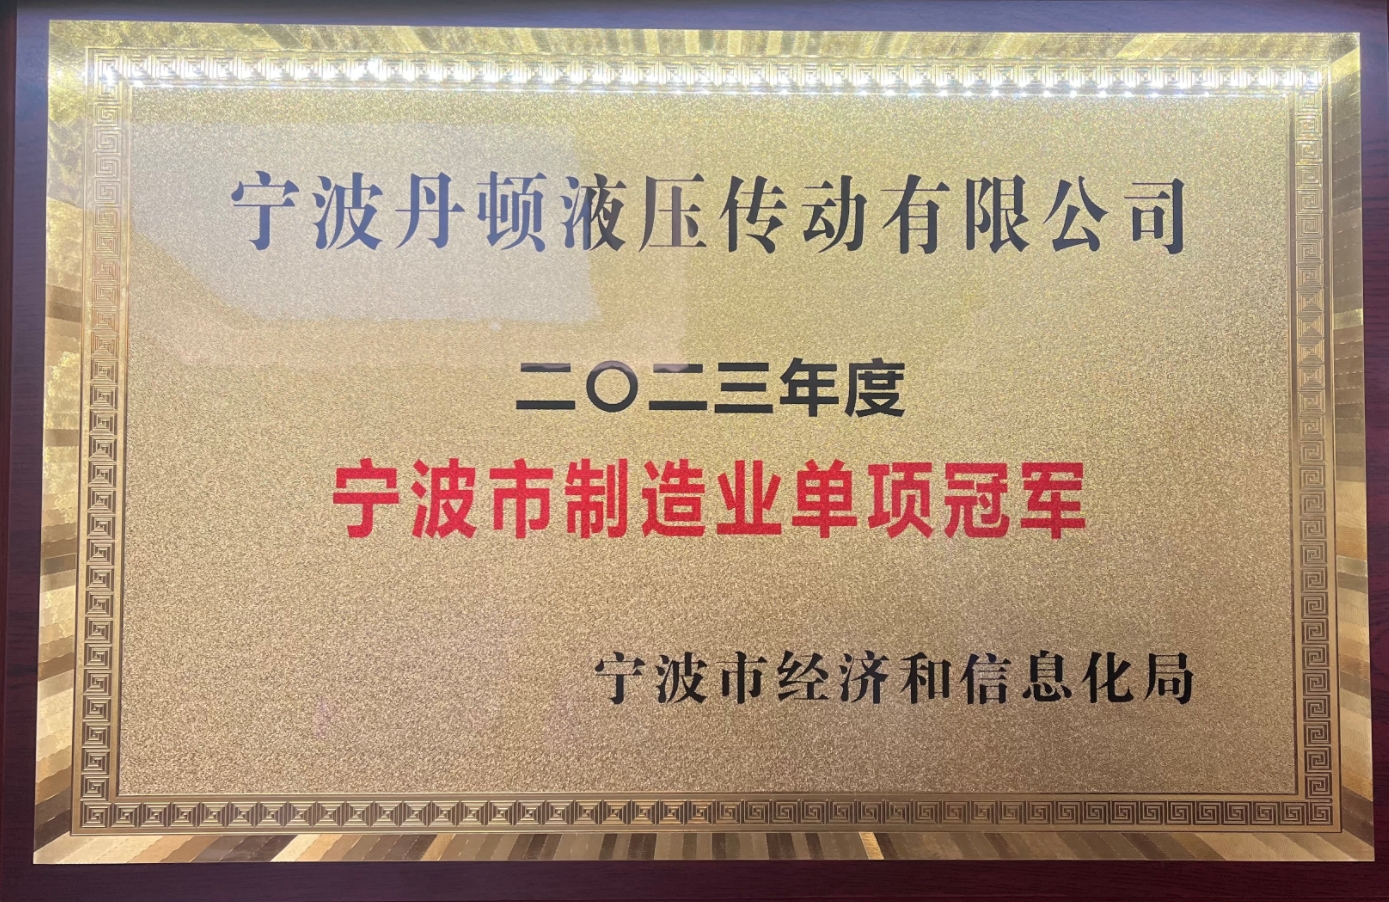 宁波丹顿液压传动有限公司
二〇二三年度
宁波市制造业单项冠军
宁波市经济和信息化局